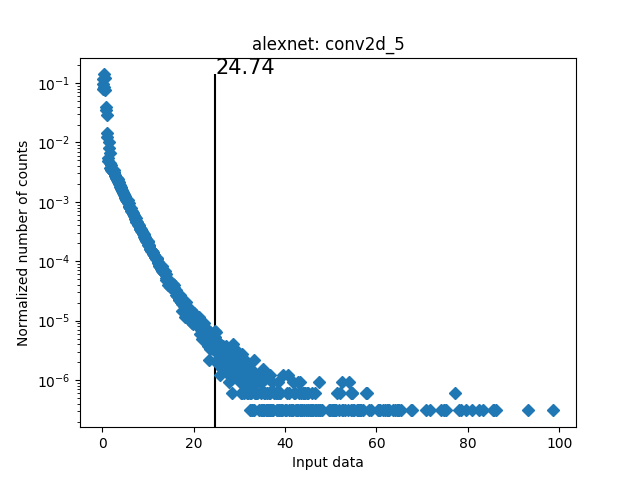 alexnet: conv2d_5
24.74
10⁻¹
10⁻²
10⁻³
10⁻⁴
10⁻⁵
10⁻⁶
Normalized number of counts
0 20 40 60 80 100
Input data